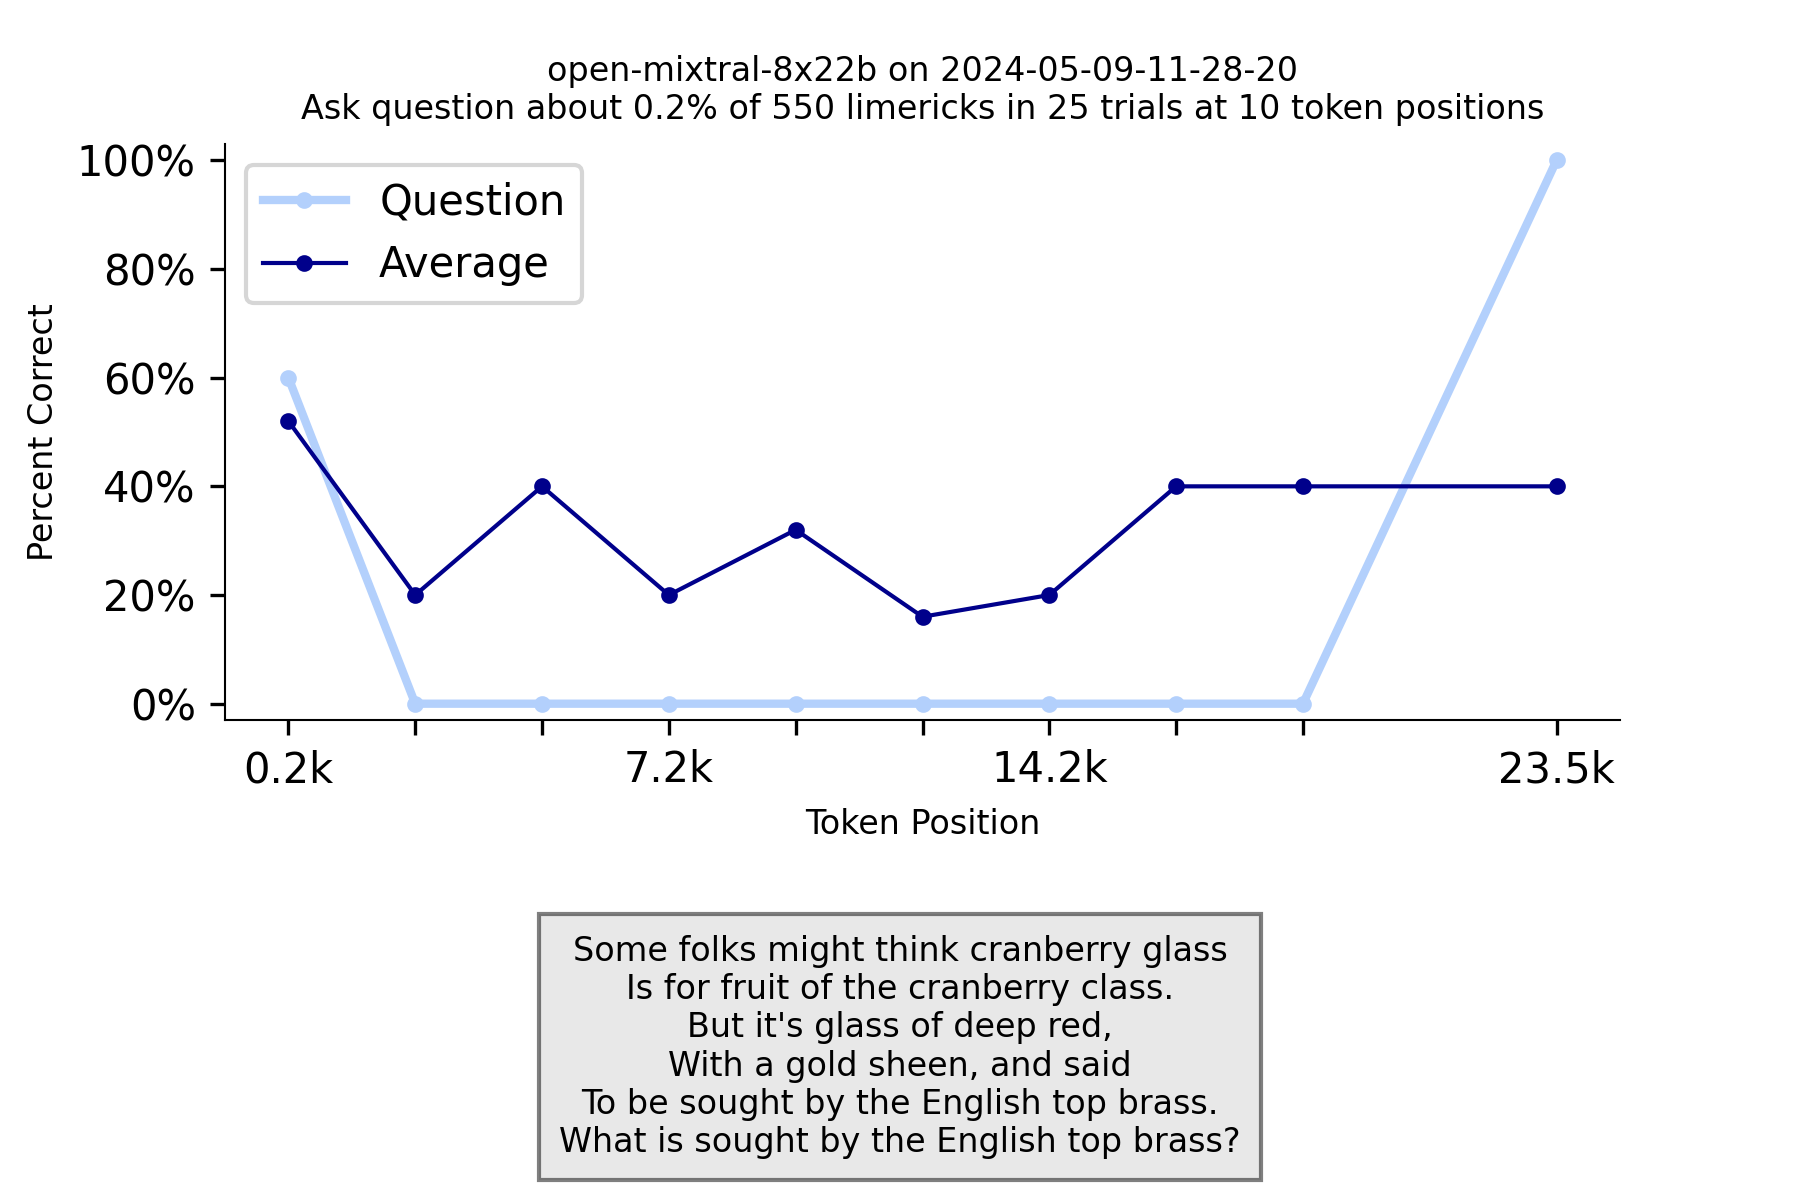 open-mixtral-8x22b on 2024-05-09-11-28-20
Ask question about 0.2% of 550 limericks in 25 trials at 10 token positions
100%
80%
60%
40%
20%
0%
Percent Correct
Question
Average
0.2k
7.2k
14.2k
23.5k
Token Position
Some folks might think cranberry glass
Is for fruit of the cranberry class.
But it's glass of deep red,
With a gold sheen, and said
To be sought by the English top brass.
What is sought by the English top brass?